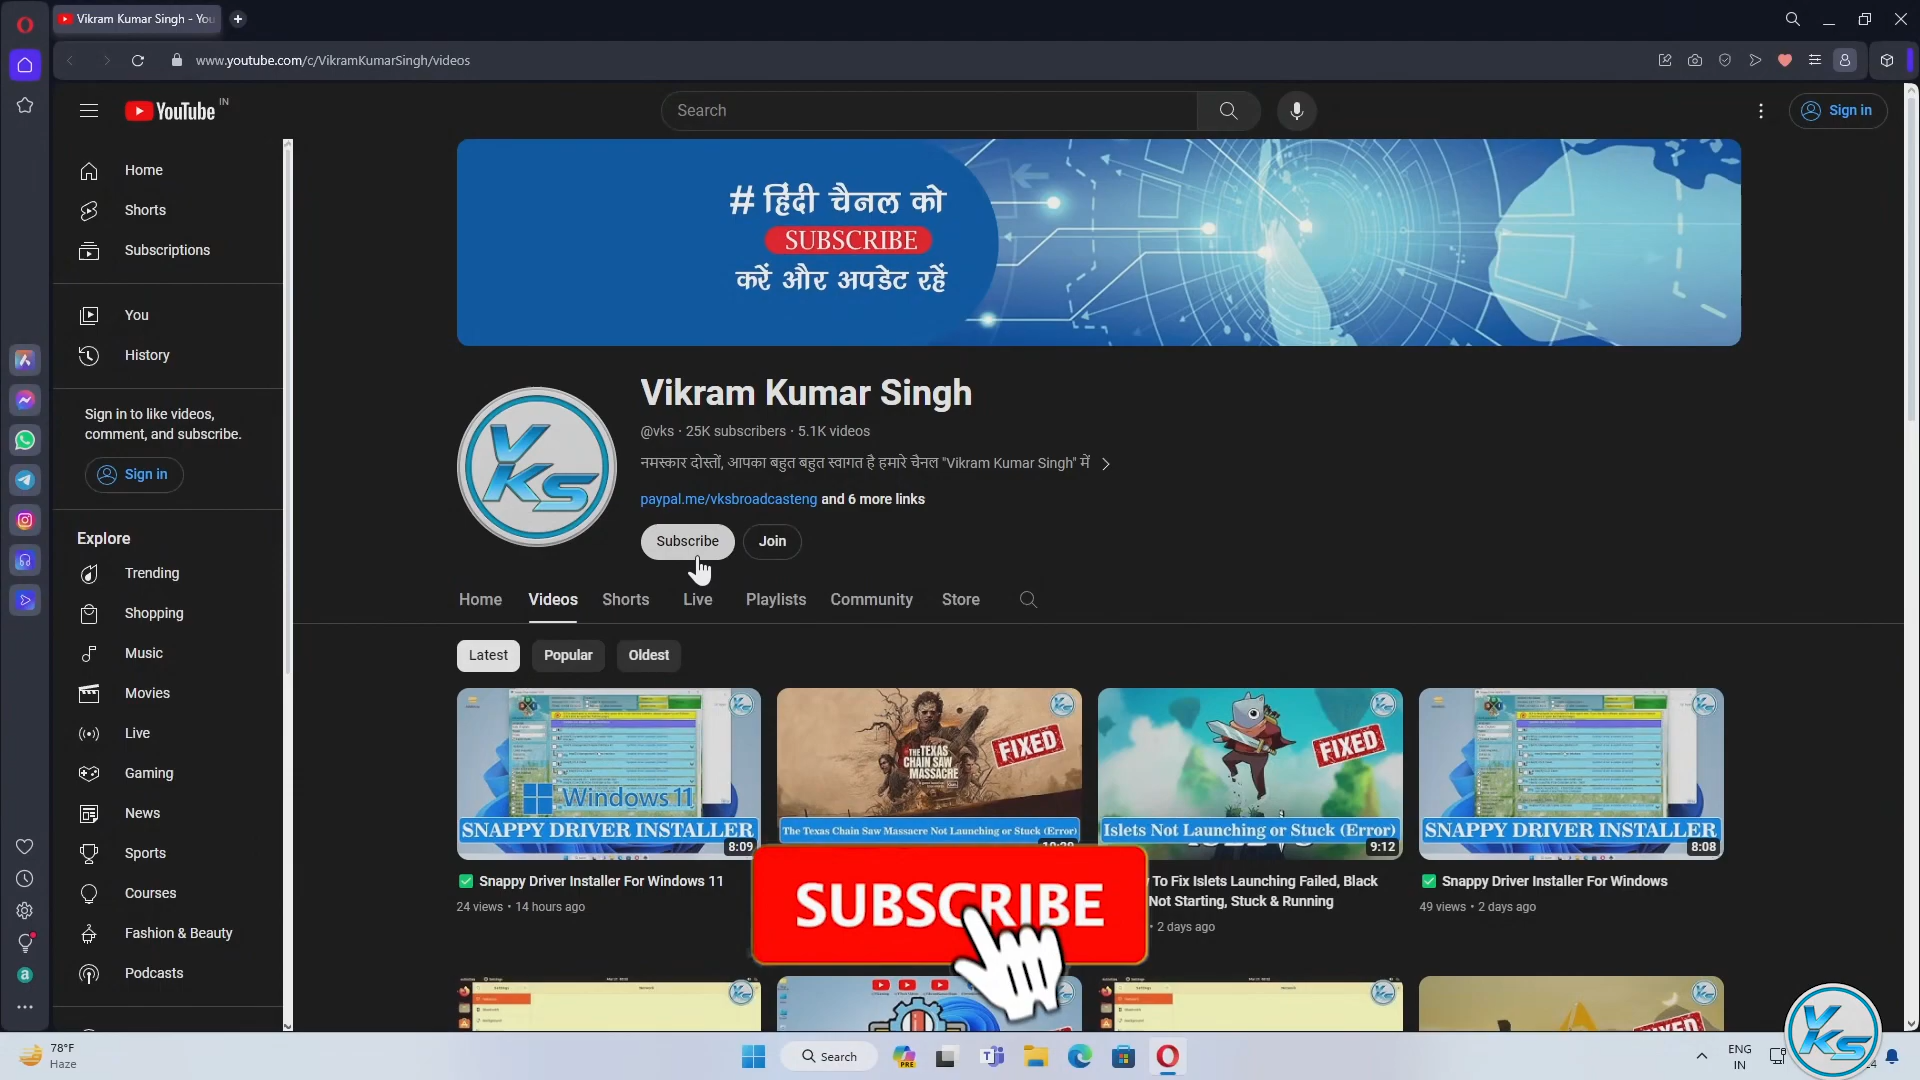 Vikram Kumar Singh - You
www.youtube.com/c/VikramKumarSingh/videos
YouTube IN
Search
Sign in
Home
Shorts
Subscriptions
You
History
Sign in to like videos,
comment, and subscribe.
Sign in
Explore
Trending
Shopping
Music
Movies
Live
Gaming
News
Sports
Courses
Fashion & Beauty
Podcasts
# हिंदी चैनल को
SUBSCRIBE
करें और अपडेट रहें
VKS
Vikram Kumar Singh
@vks · 25K subscribers · 5.1K videos
नमस्कार दोस्तों, आपका बहुत बहुत स्वागत है हमारे चैनल "Vikram Kumar Singh" में
paypal.me/vksbroadcasteng and 6 more links
Subscribe Join
Home Videos Shorts Live Playlists Community Store
Latest Popular Oldest
Windows 11
SNAPPY DRIVER INSTALLER
8:09
THE TEXAS
CHAIN SAW
MASSACRE
FIXED
The Texas Chain Saw Massacre Not Launching or Stuck (Error)
FIXED
Islets Not Launching or Stuck (Error)
9:12
SNAPPY DRIVER INSTALLER
8:08
Snappy Driver Installer For Windows 11
24 views • 14 hours ago
To Fix Islets Launching Failed, Black
Not Starting, Stuck & Running
• 2 days ago
Snappy Driver Installer For Windows
49 views • 2 days ago
SUBSCRIBE
78°F
Haze
Search
PRE
ENG
IN
VKS